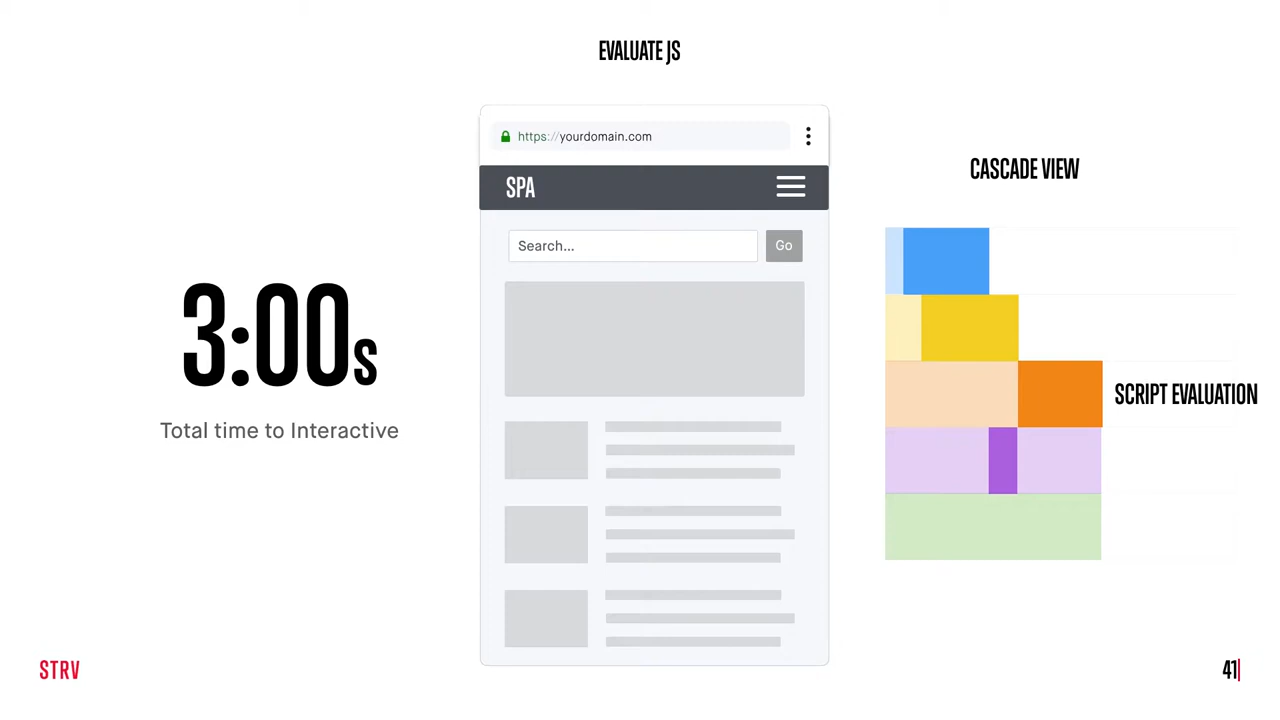 EVALUATE JS
https://yourdomain.com
SPA
Search...
Go
3:00s
Total time to Interactive
CASCADE VIEW
SCRIPT EVALUATION
STRV
41